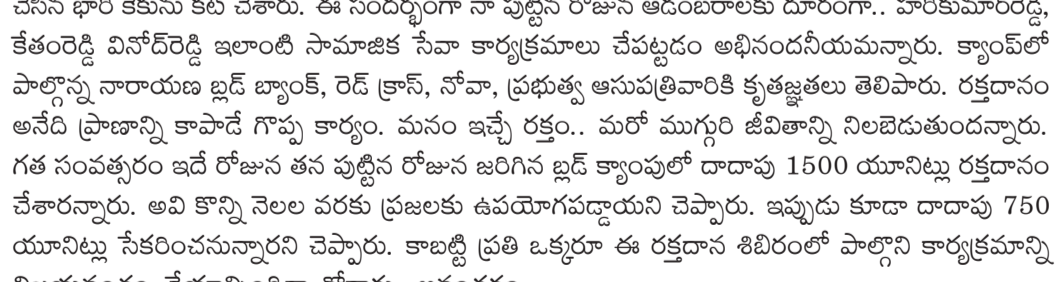 చేసిన భారీ కేకును కట్ చేశారు. ఈ సందర్భంగా నా పుట్టిన రోజున ఆడంబరాలకు దూరంగా.. హరికుమార్‌రెడ్డి,
కేతంరెడ్డి వినోద్‌రెడ్డి ఇలాంటి సామాజిక సేవా కార్యక్రమాలు చేపట్టడం అభినందనీయమన్నారు. క్యాంప్‌లో
పాల్గొన్న నారాయణ బ్లడ్ బ్యాంక్, రెడ్ క్రాస్, నోవా, ప్రభుత్వ ఆసుపత్రివారికి కృతజ్ఞతలు తెలిపారు. రక్తదానం
అనేది ప్రాణాన్ని కాపాడే గొప్ప కార్యం. మనం ఇచ్చే రక్తం.. మరో ముగ్గురి జీవితాన్ని నిలబెడుతుందన్నారు.
గత సంవత్సరం ఇదే రోజున తన పుట్టిన రోజున జరిగిన బ్లడ్ క్యాంపులో దాదాపు 1500 యూనిట్లు రక్తదానం
చేశారన్నారు. అవి కొన్ని నెలల వరకు ప్రజలకు ఉపయోగపడ్డాయని చెప్పారు. ఇప్పుడు కూడా దాదాపు 750
యూనిట్లు సేకరించనున్నారని చెప్పారు. కాబట్టి ప్రతి ఒక్కరూ ఈ రక్తదాన శిబిరంలో పాల్గొని కార్యక్రమాన్ని